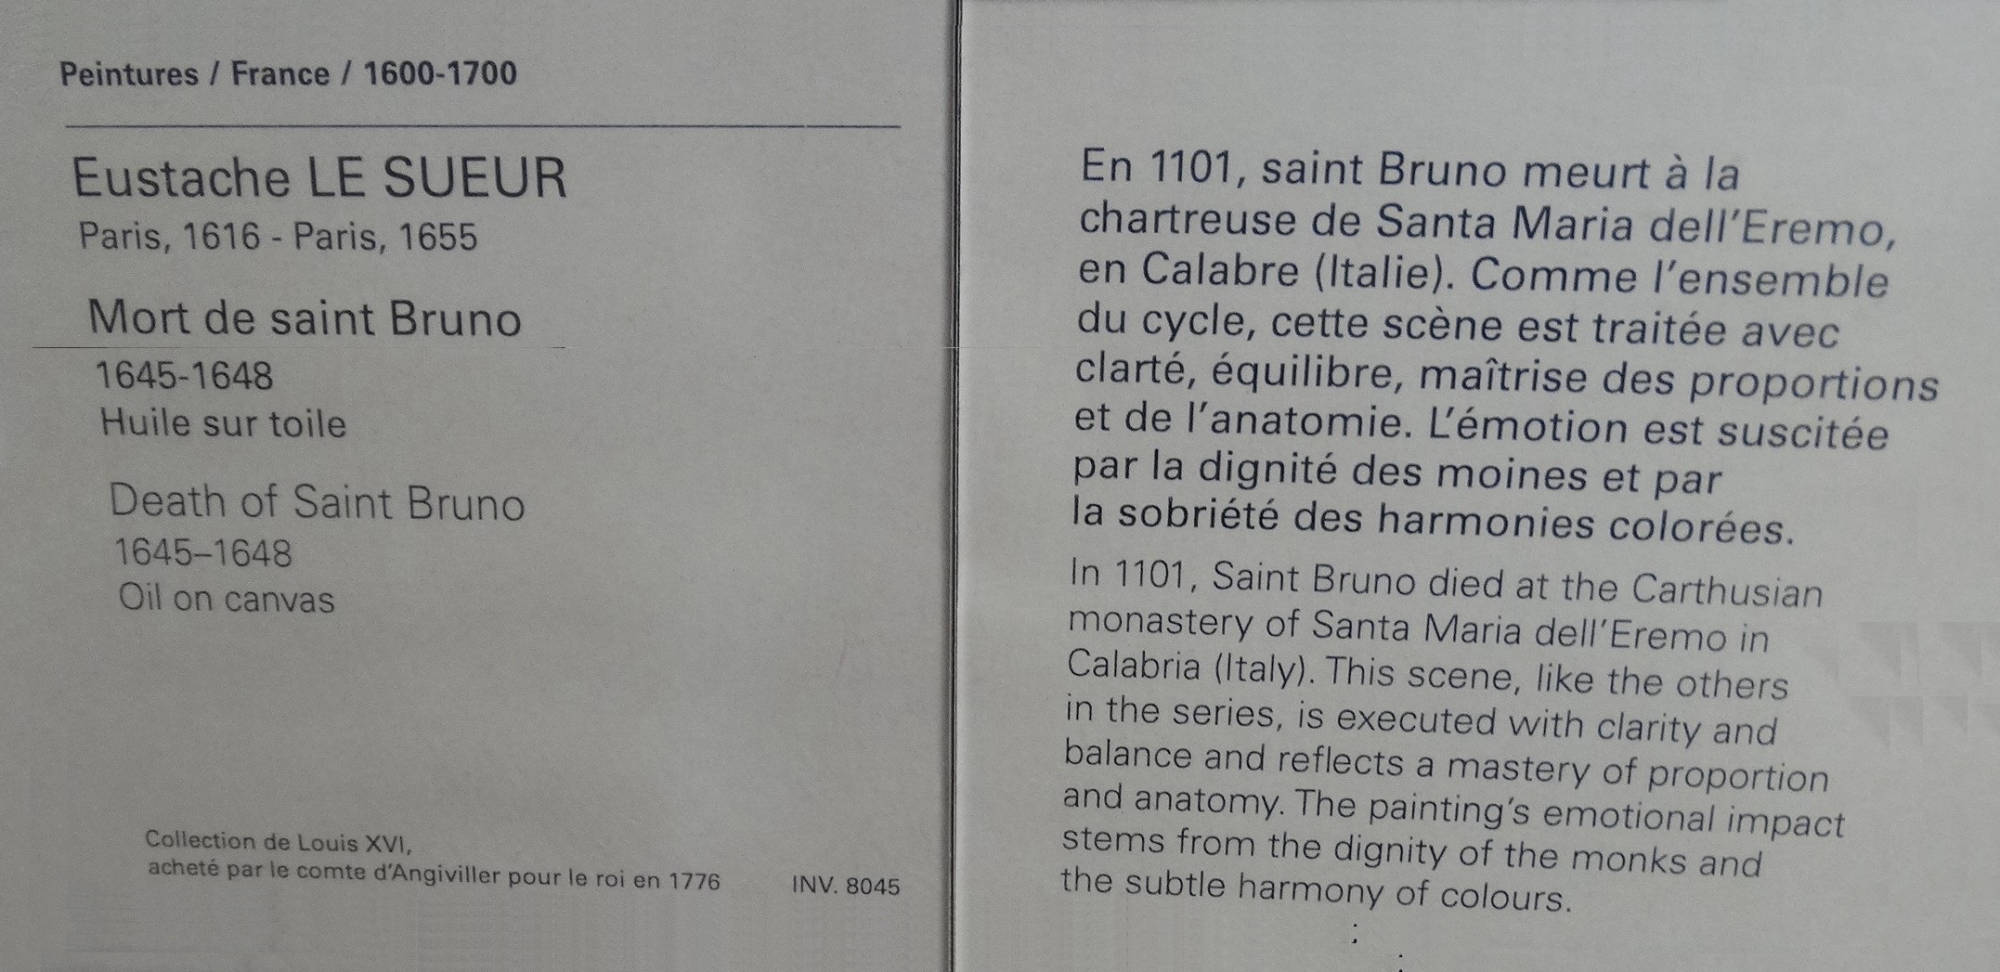 Peintures / France / 1600-1700
Eustache LE SUEUR
Paris, 1616 - Paris, 1655
Mort de saint Bruno
1645-1648
Huile sur toile
Death of Saint Bruno
1645–1648
Oil on canvas
Collection de Louis XVI,
acheté par le comte d'Angiviller pour le roi en 1776
INV. 8045
En 1101, saint Bruno meurt à la
chartreuse de Santa Maria dell'Eremo,
en Calabre (Italie). Comme l'ensemble
du cycle, cette scène est traitée avec
clarté, équilibre, maîtrise des proportions
et de l'anatomie. L'émotion est suscitée
par la dignité des moines et par
la sobriété des harmonies colorées.
In 1101, Saint Bruno died at the Carthusian
monastery of Santa Maria dell'Eremo in
Calabria (Italy). This scene, like the others
in the series, is executed with clarity and
balance and reflects a mastery of proportion
and anatomy. The painting's emotional impact
stems from the dignity of the monks and
the subtle harmony of colours.